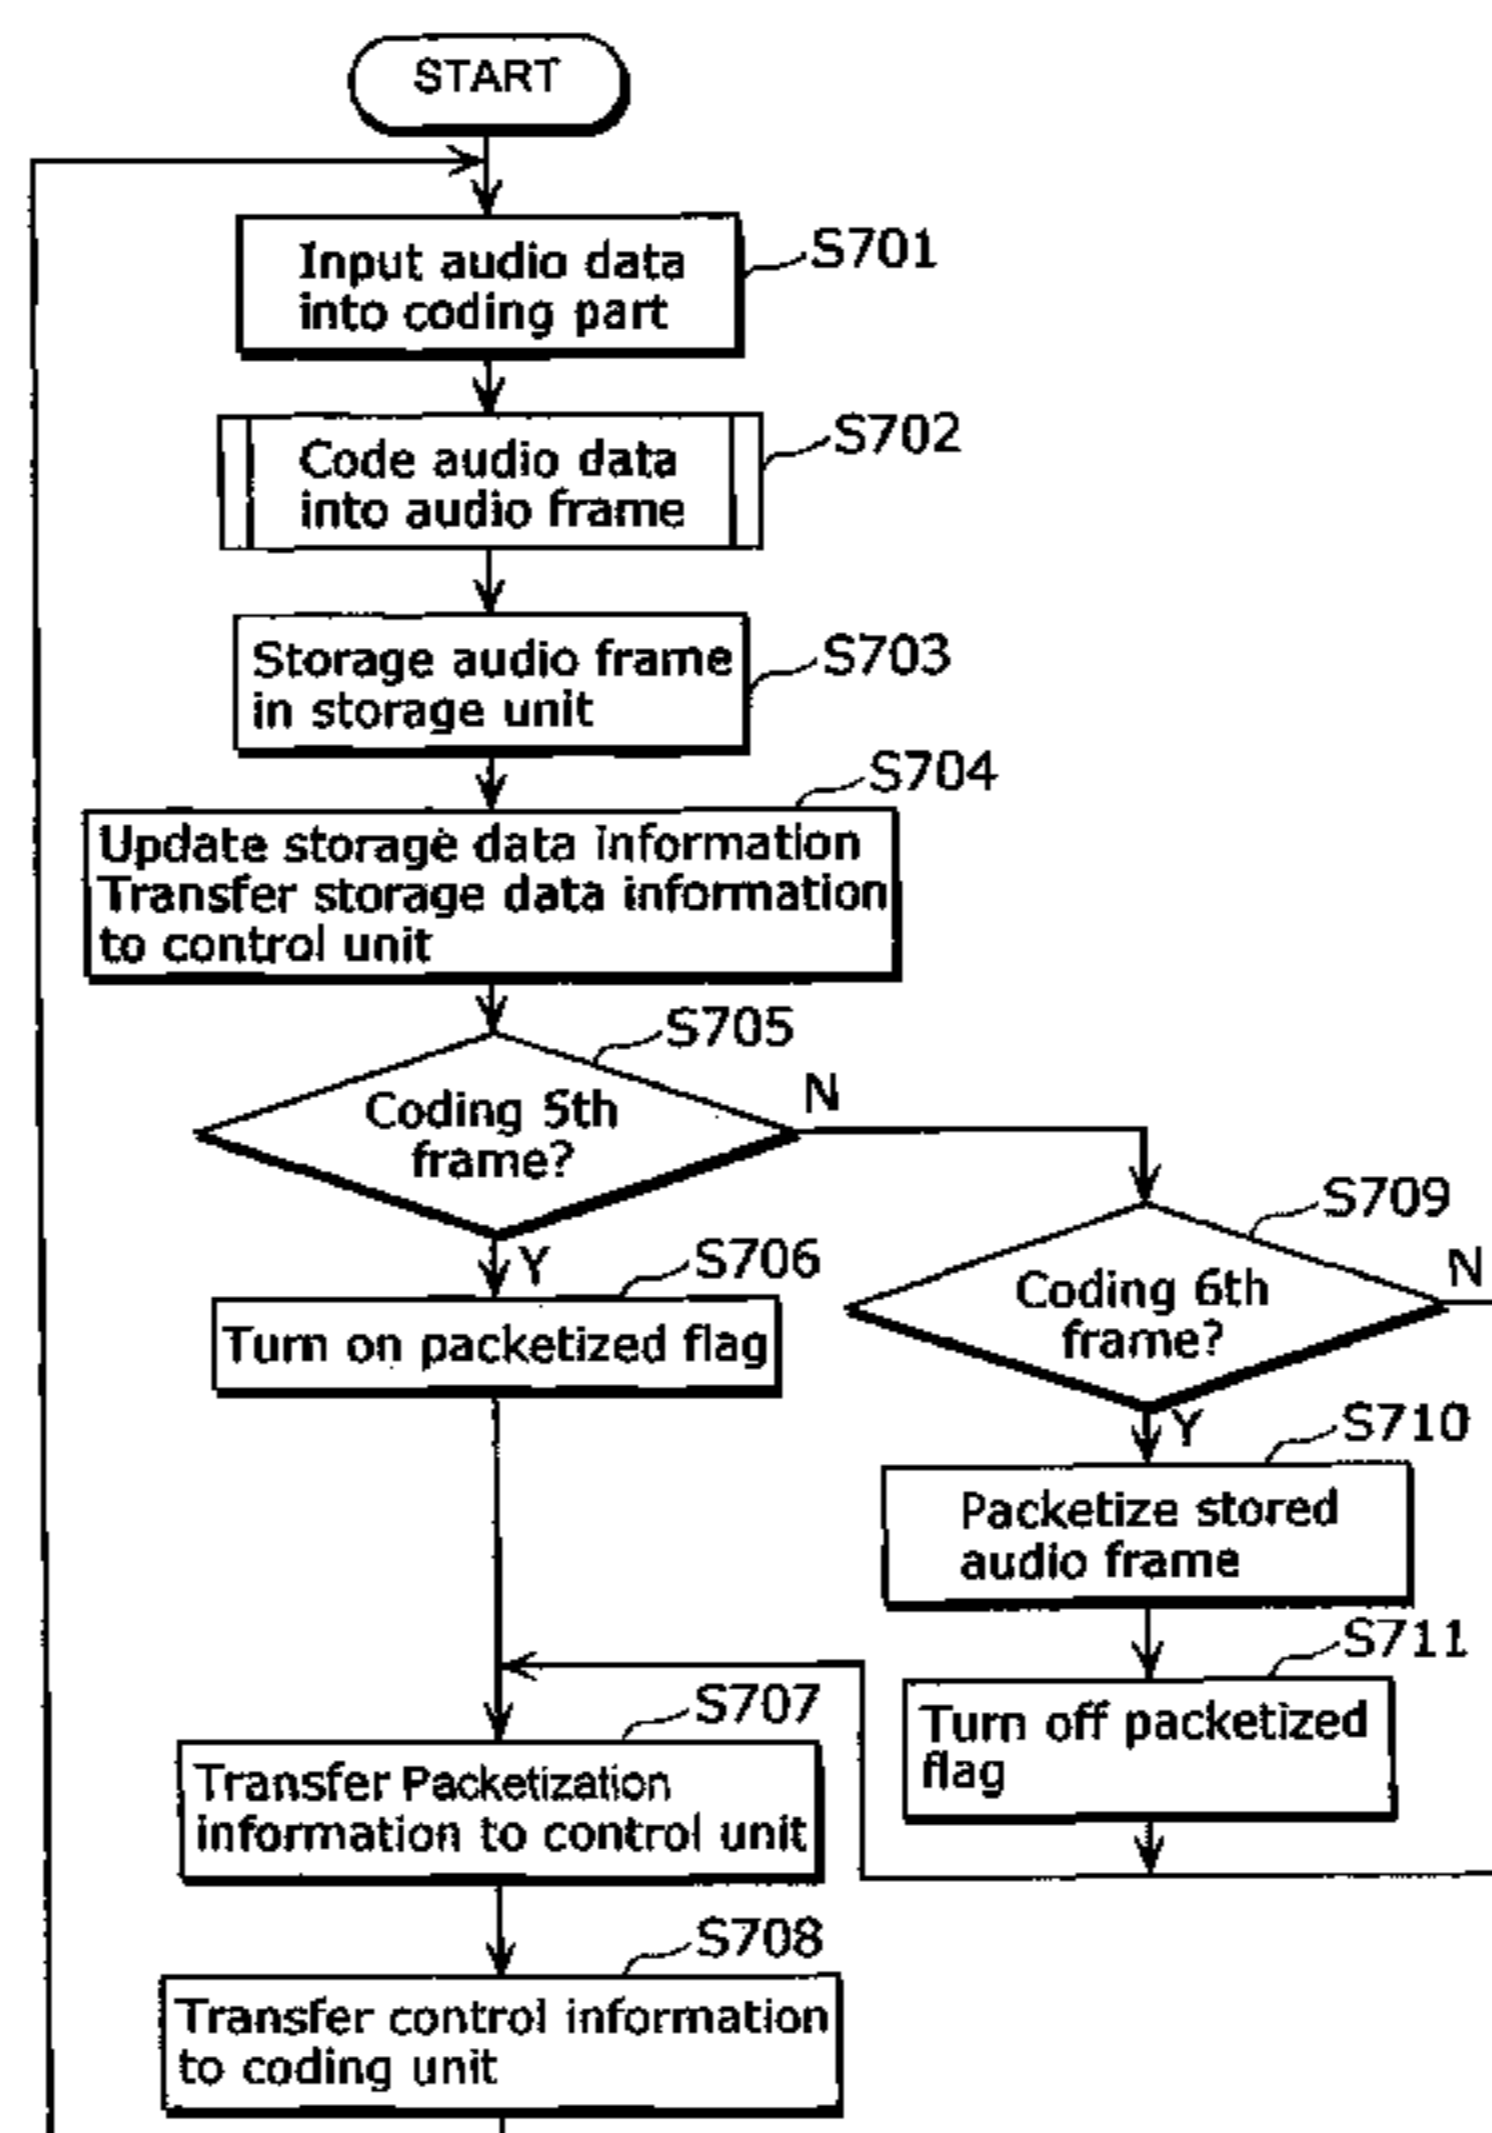 START
Input audio data
into coding part
S701
Code audio data
into audio frame
S702
Storage audio frame
in storage unit
S703
S704
Update storage data information
Transfer storage data information
to control unit
S705
Coding 5th
frame?
N
Y
S706
Turn on packetized flag
S709
Coding 6th
frame?
N
Y
S710
Packetize stored
audio frame
S711
Turn off packetized
flag
S707
Transfer Packetization
information to control unit
S708
Transfer control information
to coding unit